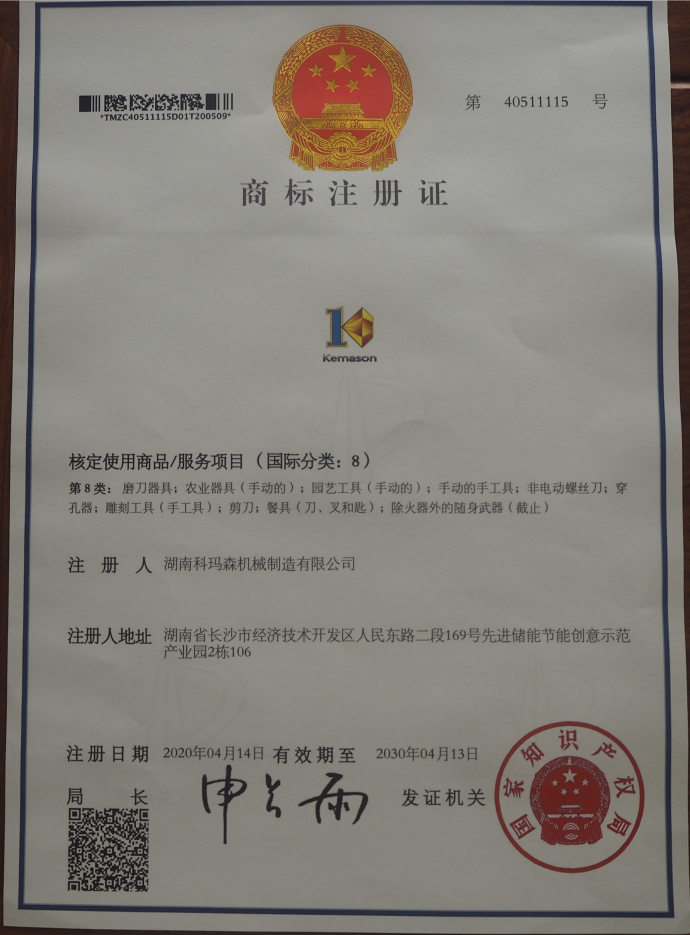 第 40511115 号
*TMZC40511115D01T200509*
商标注册证
Kemason
核定使用商品/服务项目（国际分类：8）
第8类：磨刀器具；农业器具（手动的）；园艺工具（手动的）；手动的手工具；非电动螺丝刀；穿
孔器；雕刻工具（手工具）；剪刀；餐具（刀、叉和匙）；除火器外的随身武器（截止）
注册人 湖南科玛森机械制造有限公司
注册人地址 湖南省长沙市经济技术开发区人民东路二段169号先进储能节能创意示范
产业园2栋106
注册日期 2020年04月14日 有效期至 2030年04月13日
局长 申长雨 发证机关
国家知识产权局